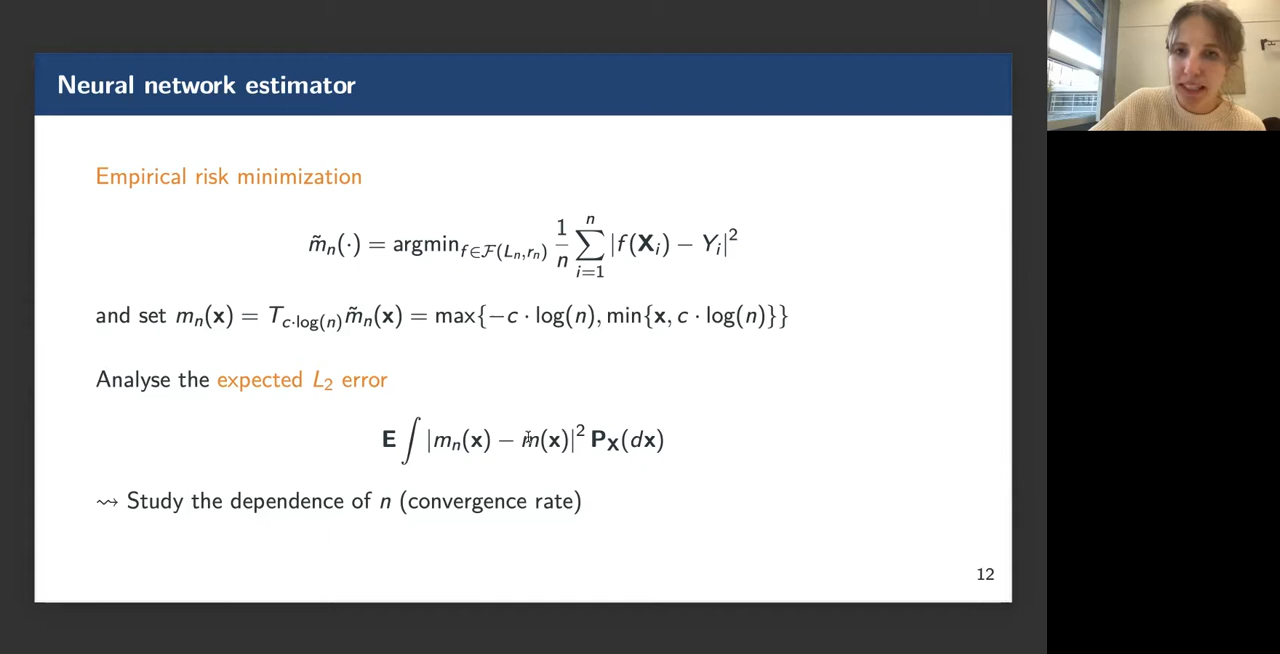 Neural network estimator
Empirical risk minimization
m̃ₙ(·) = argmin_{f∈𝓕(Lₙ,rₙ)} 1/n ∑_{i=1}^{n} |f(𝐗ᵢ) − Yᵢ|²
and set mₙ(𝐱) = T_{c·log(n)}m̃ₙ(𝐱) = max{−c · log(n), min{𝐱, c · log(n)}}
Analyse the expected L₂ error
𝐄 ∫ |mₙ(𝐱) − m(𝐱)|² 𝐏_𝐗(d𝐱)
⇝ Study the dependence of n (convergence rate)
12